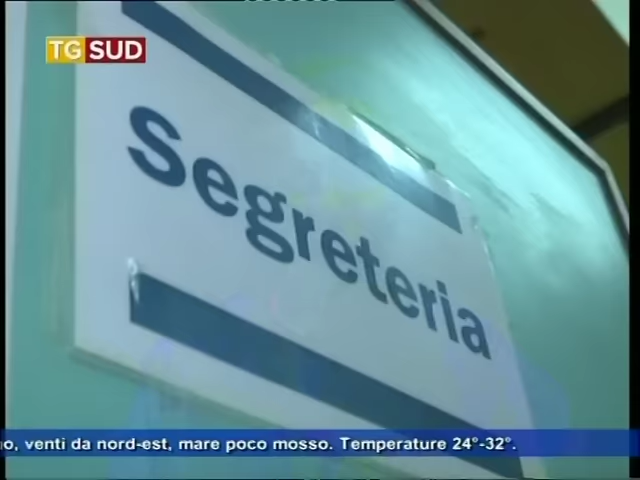 TG SUD
Segreteria
venti da nord-est, mare poco mosso. Temperature 24°-32°.